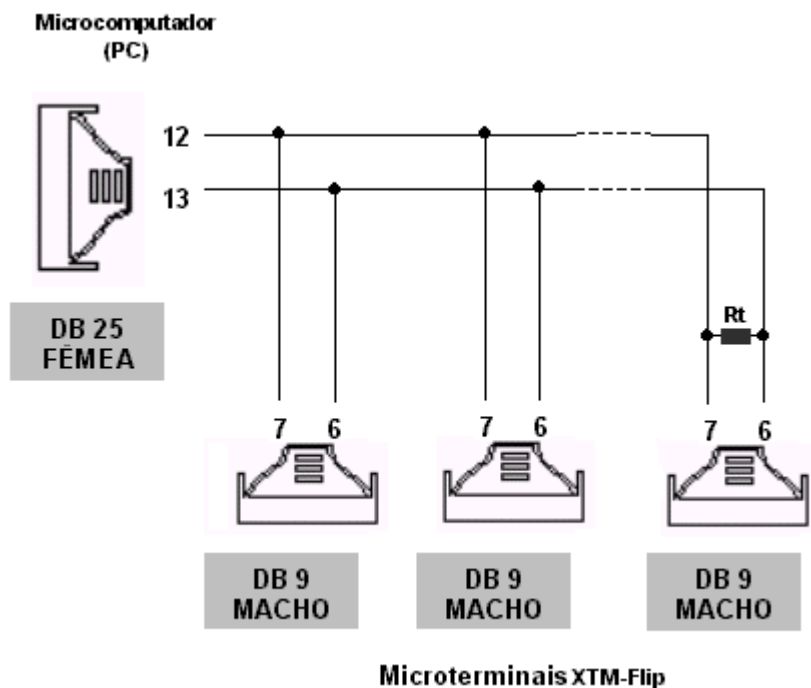 Microcomputador
(PC)
12
13
DB 25
FÊMEA
Rt
7 6
7 6
7 6
DB 9
MACHO
DB 9
MACHO
DB 9
MACHO
Microterminais XTM-Flip